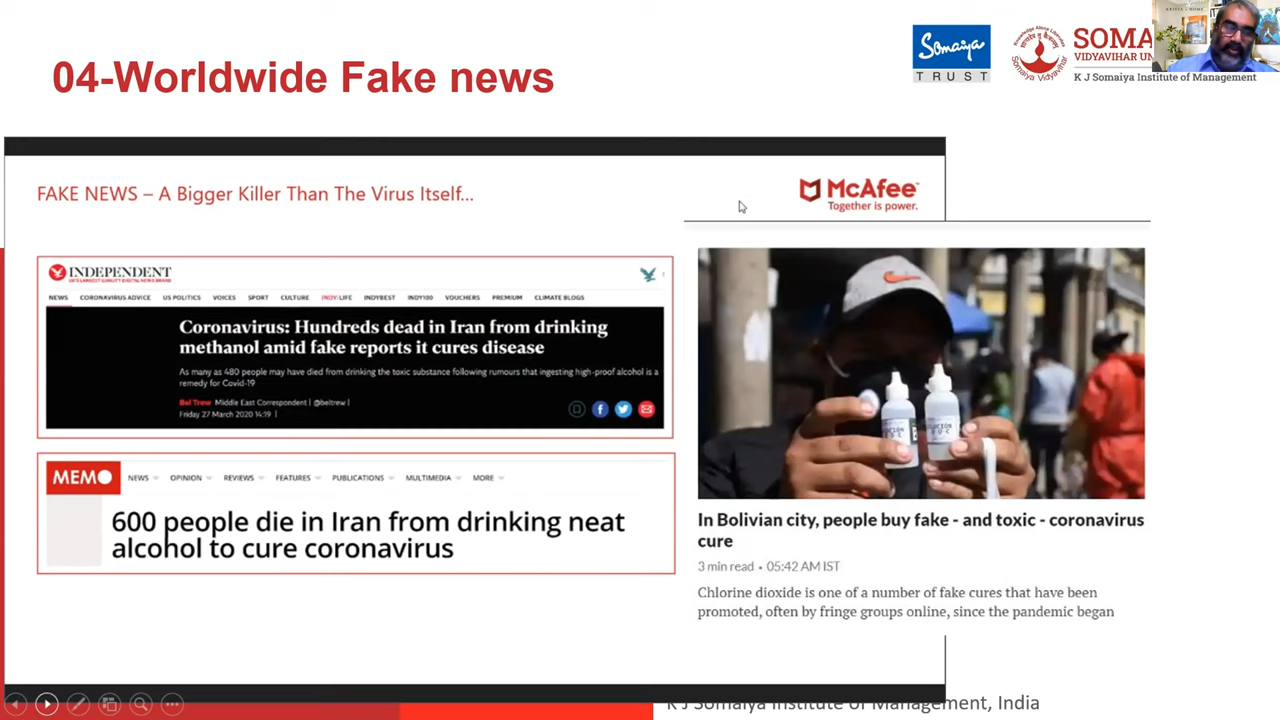 04-Worldwide Fake news
Somaiya
TRUST
SOMA
VIDYAVIHAR UN
K J Somaiya Institute of Management
Somaiya Vidyavihar
FAKE NEWS – A Bigger Killer Than The Virus Itself...
McAfee™
Together is power.
INDEPENDENT
NEWS CORONAVIRUS ADVICE US POLITICS VOICES SPORT CULTURE INDY/LIFE INDYBEST INDY100 VOUCHERS PREMIUM CLIMATE BLOGS
Coronavirus: Hundreds dead in Iran from drinking
methanol amid fake reports it cures disease
As many as 480 people may have died from drinking the toxic substance following rumours that ingesting high-proof alcohol is a
remedy for Covid-19
Bel Trew Middle East Correspondent | @beltrew |
Friday 27 March 2020 14:19 |
MEMO
NEWS OPINION REVIEWS FEATURES PUBLICATIONS MULTIMEDIA MORE
600 people die in Iran from drinking neat
alcohol to cure coronavirus
In Bolivian city, people buy fake - and toxic - coronavirus
cure
3 min read • 05:42 AM IST
Chlorine dioxide is one of a number of fake cures that have been
promoted, often by fringe groups online, since the pandemic began
K J Somaiya Institute of Management, India